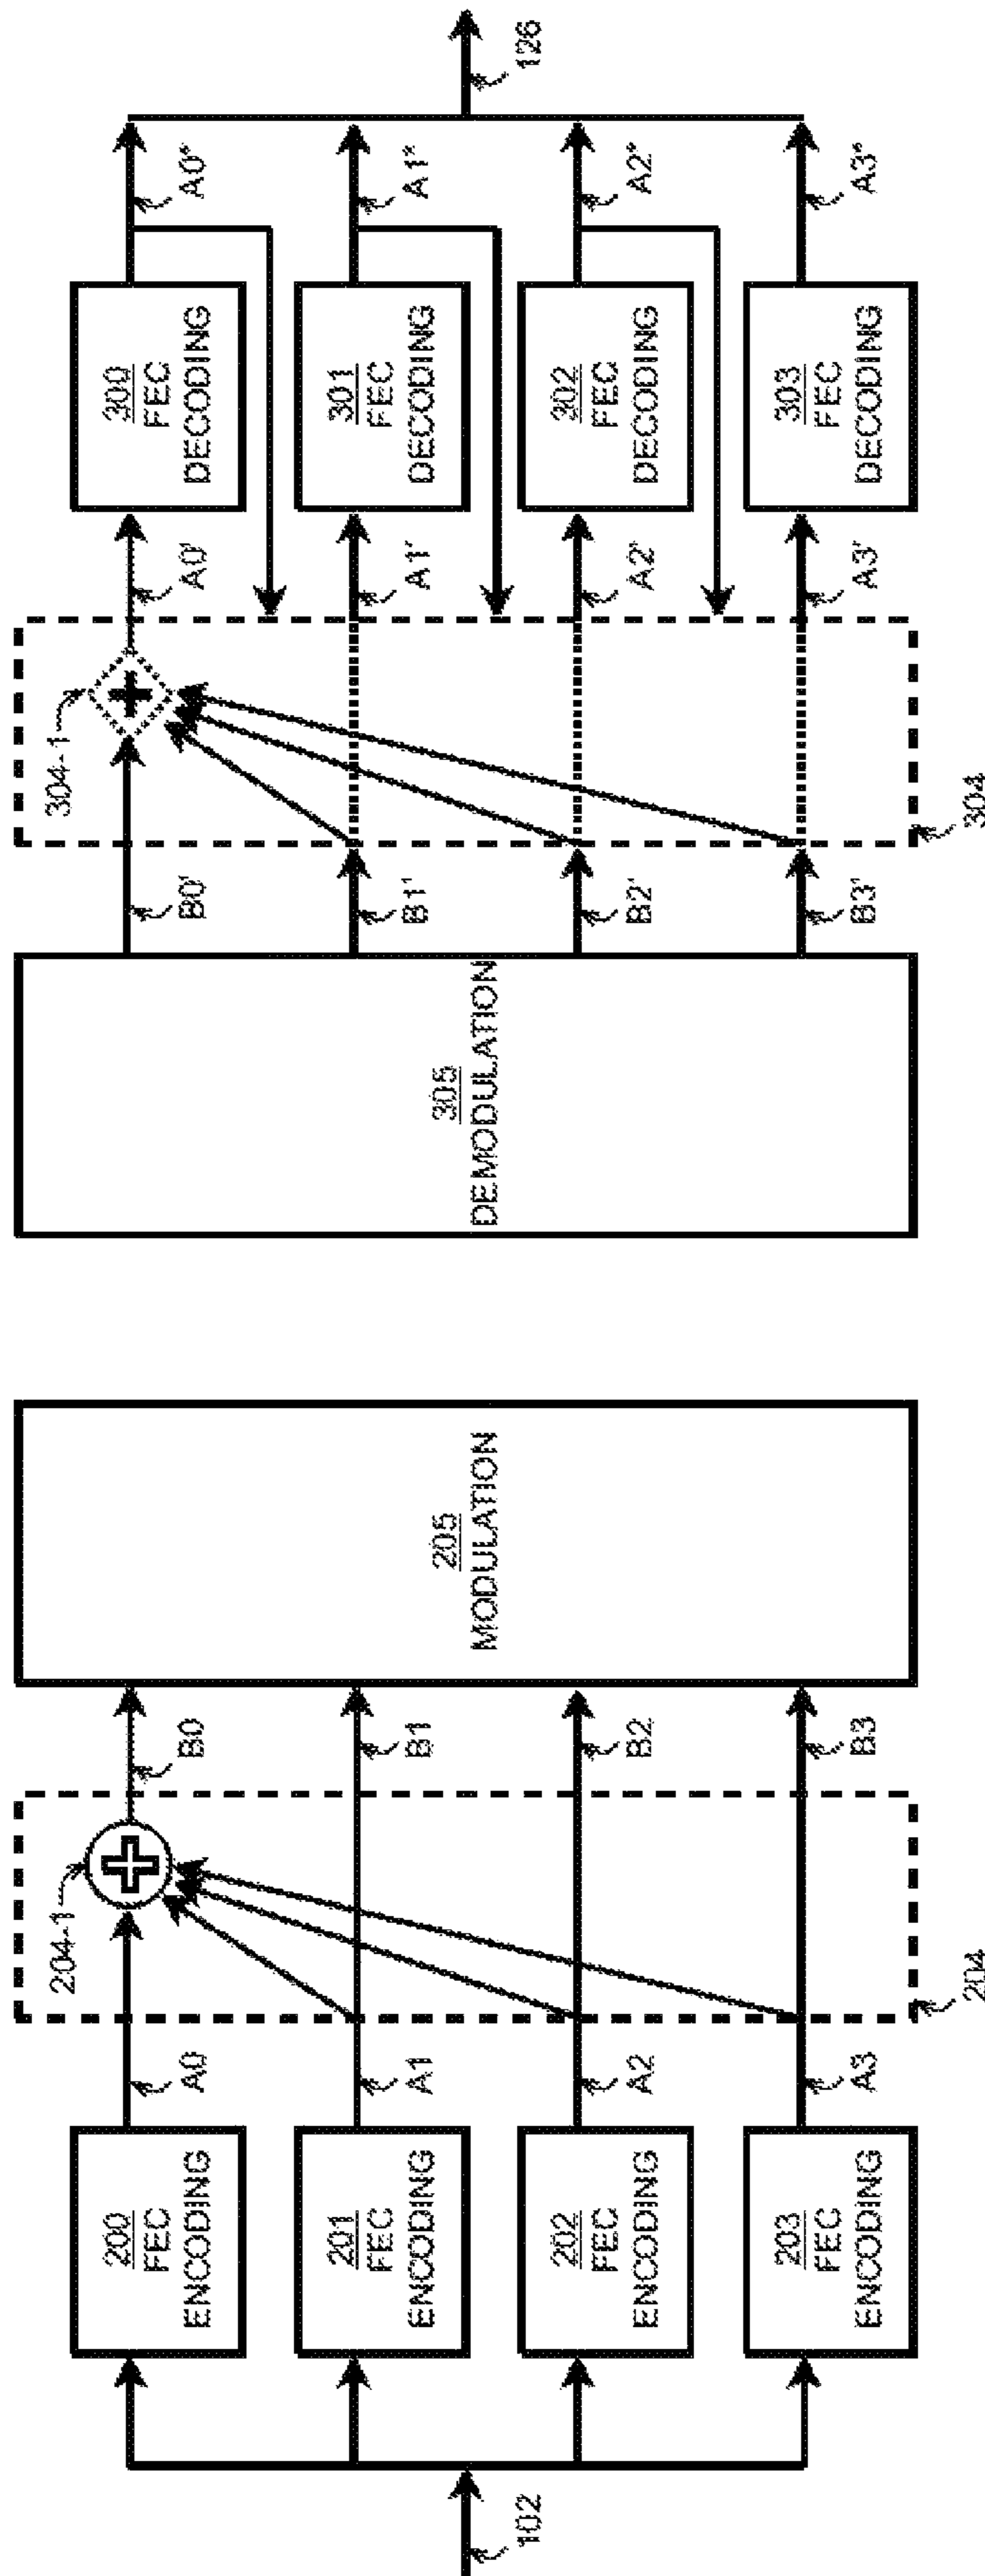 102
200
FEC
ENCODING
201
FEC
ENCODING
202
FEC
ENCODING
203
FEC
ENCODING
A0
A1
A2
A3
204-1
204
B0
B1
B2
B3
205
MODULATION
305
DEMODULATION
B0'
B1'
B2'
B3'
304-1
304
A0'
A1'
A2'
A3'
300
FEC
DECODING
301
FEC
DECODING
302
FEC
DECODING
303
FEC
DECODING
A0*
A1*
A2*
A3*
126